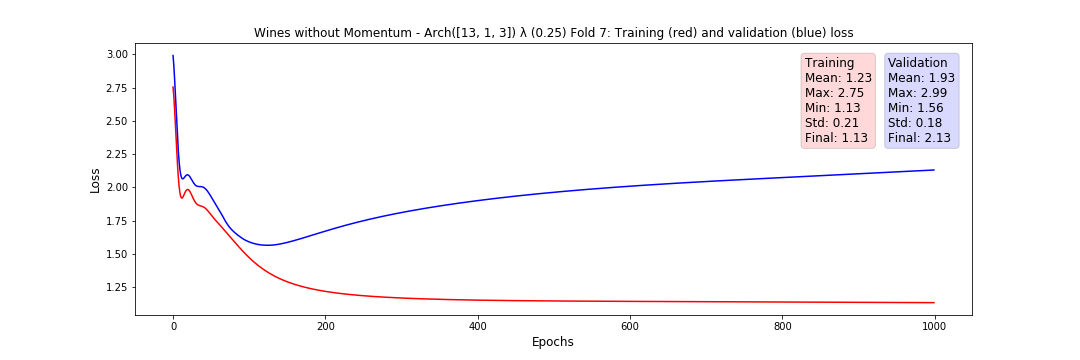 Wines without Momentum - Arch([13, 1, 3]) λ (0.25) Fold 7: Training (red) and validation (blue) loss
Training
Mean: 1.23
Max: 2.75
Min: 1.13
Std: 0.21
Final: 1.13
Validation
Mean: 1.93
Max: 2.99
Min: 1.56
Std: 0.18
Final: 2.13
Loss
3.00
2.75
2.50
2.25
2.00
1.75
1.50
1.25
0
200
400
600
800
1000
Epochs